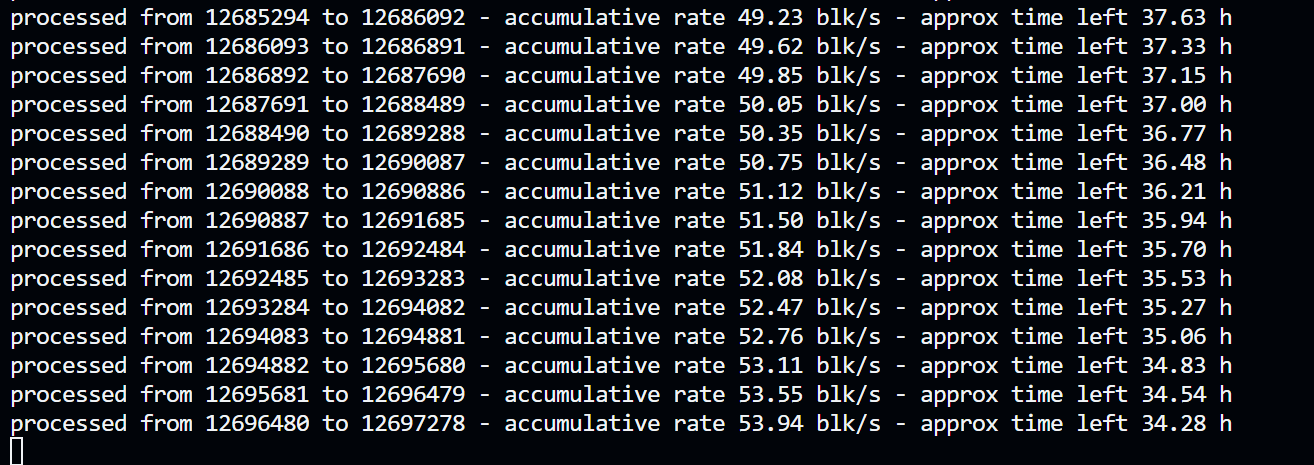 processed from 12685294 to 12686092 - accumulative rate 49.23 blk/s - approx time left 37.63 h
processed from 12686093 to 12686891 - accumulative rate 49.62 blk/s - approx time left 37.33 h
processed from 12686892 to 12687690 - accumulative rate 49.85 blk/s - approx time left 37.15 h
processed from 12687691 to 12688489 - accumulative rate 50.05 blk/s - approx time left 37.00 h
processed from 12688490 to 12689288 - accumulative rate 50.35 blk/s - approx time left 36.77 h
processed from 12689289 to 12690087 - accumulative rate 50.75 blk/s - approx time left 36.48 h
processed from 12690088 to 12690886 - accumulative rate 51.12 blk/s - approx time left 36.21 h
processed from 12690887 to 12691685 - accumulative rate 51.50 blk/s - approx time left 35.94 h
processed from 12691686 to 12692484 - accumulative rate 51.84 blk/s - approx time left 35.70 h
processed from 12692485 to 12693283 - accumulative rate 52.08 blk/s - approx time left 35.53 h
processed from 12693284 to 12694082 - accumulative rate 52.47 blk/s - approx time left 35.27 h
processed from 12694083 to 12694881 - accumulative rate 52.76 blk/s - approx time left 35.06 h
processed from 12694882 to 12695680 - accumulative rate 53.11 blk/s - approx time left 34.83 h
processed from 12695681 to 12696479 - accumulative rate 53.55 blk/s - approx time left 34.54 h
processed from 12696480 to 12697278 - accumulative rate 53.94 blk/s - approx time left 34.28 h